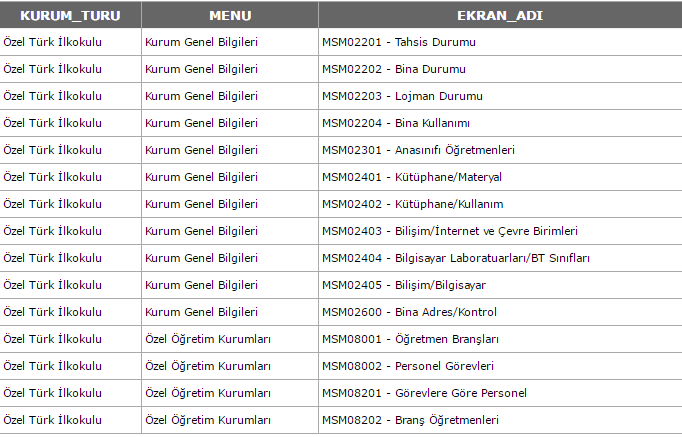 KURUM_TURU MENU EKRAN_ADI
Özel Türk İlkokulu Kurum Genel Bilgileri MSM02201 - Tahsis Durumu
Özel Türk İlkokulu Kurum Genel Bilgileri MSM02202 - Bina Durumu
Özel Türk İlkokulu Kurum Genel Bilgileri MSM02203 - Lojman Durumu
Özel Türk İlkokulu Kurum Genel Bilgileri MSM02204 - Bina Kullanımı
Özel Türk İlkokulu Kurum Genel Bilgileri MSM02301 - Anasınıfı Öğretmenleri
Özel Türk İlkokulu Kurum Genel Bilgileri MSM02401 - Kütüphane/Materyal
Özel Türk İlkokulu Kurum Genel Bilgileri MSM02402 - Kütüphane/Kullanım
Özel Türk İlkokulu Kurum Genel Bilgileri MSM02403 - Bilişim/İnternet ve Çevre Birimleri
Özel Türk İlkokulu Kurum Genel Bilgileri MSM02404 - Bilgisayar Laboratuarları/BT Sınıfları
Özel Türk İlkokulu Kurum Genel Bilgileri MSM02405 - Bilişim/Bilgisayar
Özel Türk İlkokulu Kurum Genel Bilgileri MSM02600 - Bina Adres/Kontrol
Özel Türk İlkokulu Özel Öğretim Kurumları MSM08001 - Öğretmen Branşları
Özel Türk İlkokulu Özel Öğretim Kurumları MSM08002 - Personel Görevleri
Özel Türk İlkokulu Özel Öğretim Kurumları MSM08201 - Görevlere Göre Personel
Özel Türk İlkokulu Özel Öğretim Kurumları MSM08202 - Branş Öğretmenleri